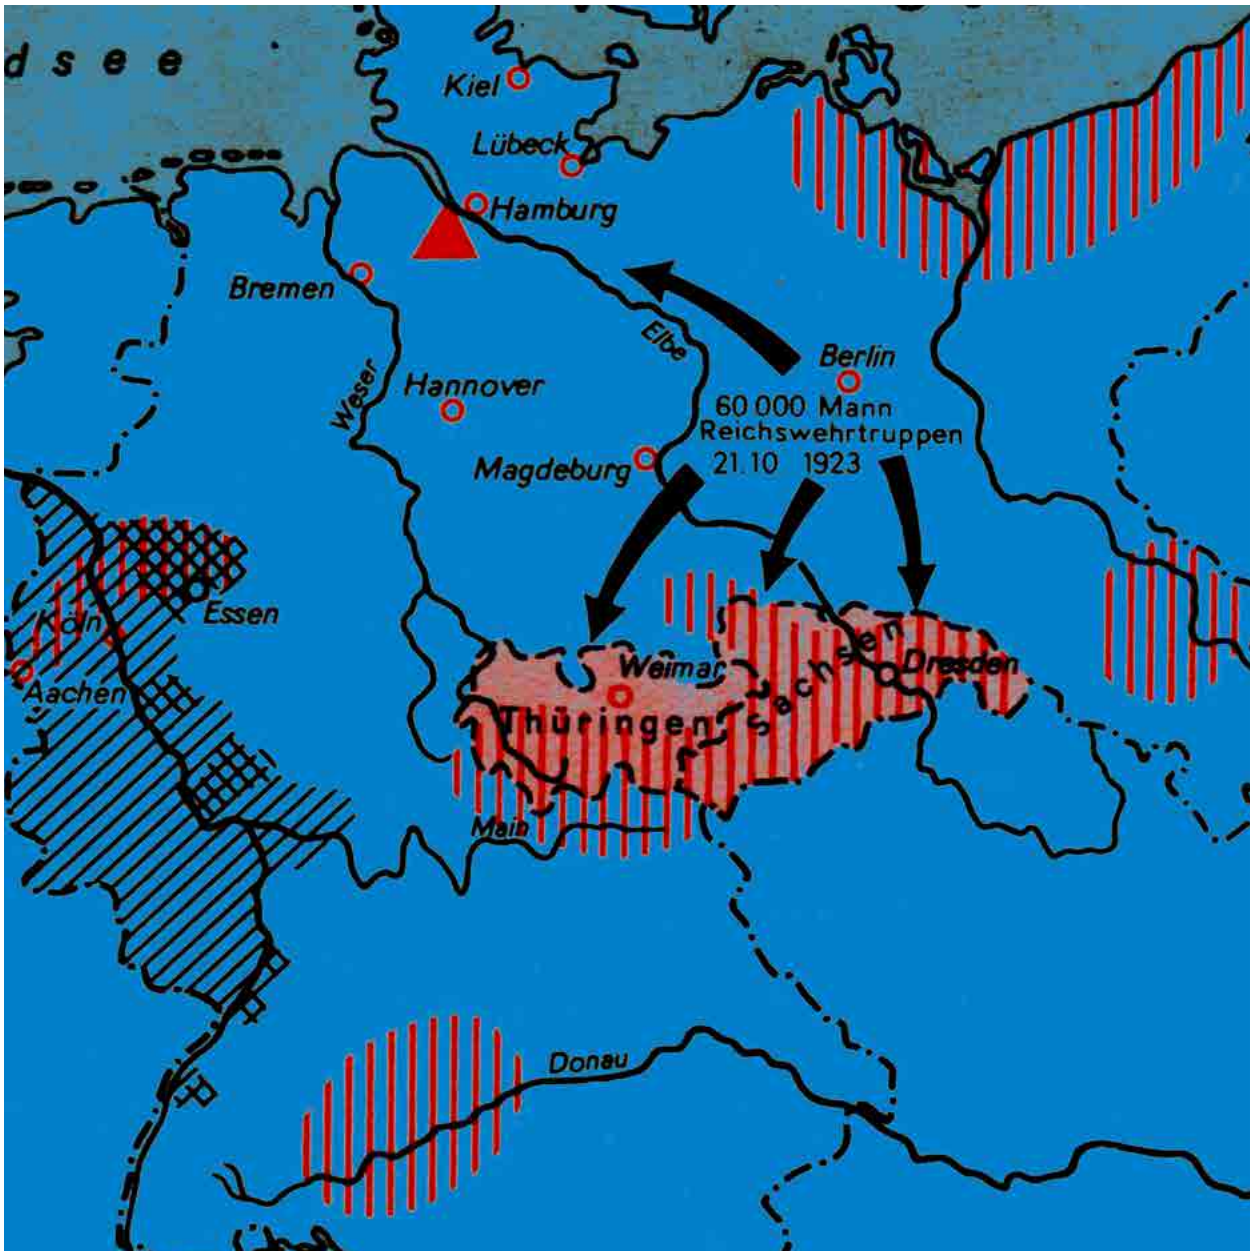 dsee
Kiel
Lübeck
Hamburg
Bremen
Elbe
Berlin
Weser
Hannover
60 000 Mann
Reichswehrtruppen
21.10 1923
Magdeburg
Essen
Köln
Aachen
Weimar
Sachsen
Dresden
Thüringen
Main
Donau